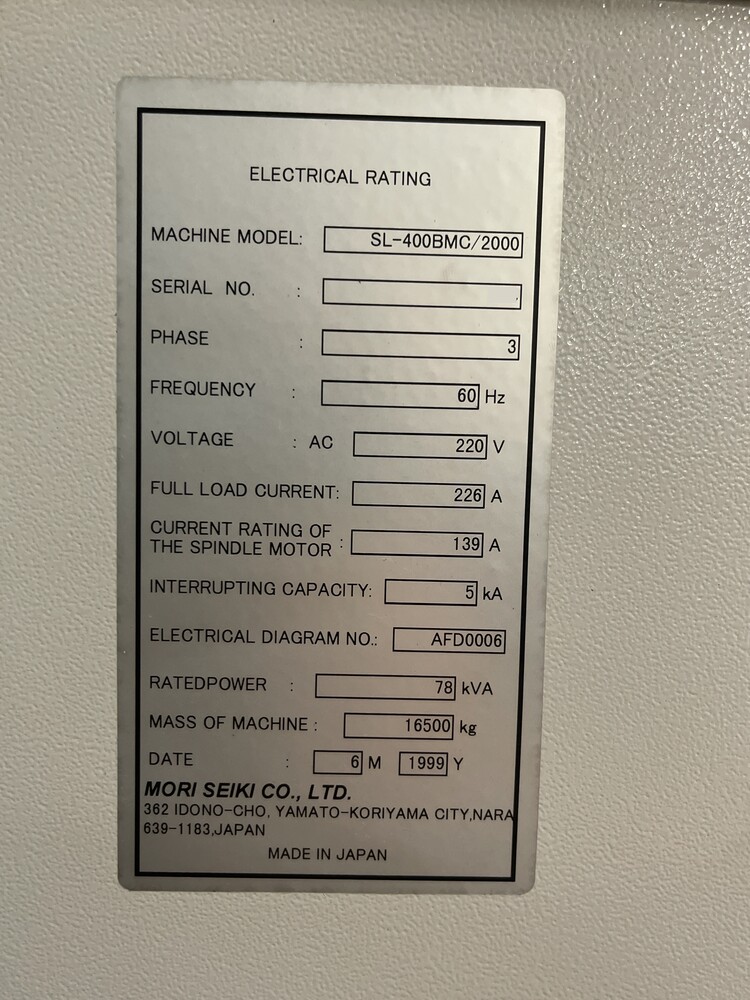 ELECTRICAL RATING
MACHINE MODEL: SL-400BMC/2000
SERIAL NO. :
PHASE : 3
FREQUENCY : 60 Hz
VOLTAGE : AC 220 V
FULL LOAD CURRENT: 226 A
CURRENT RATING OF
THE SPINDLE MOTOR : 139 A
INTERRUPTING CAPACITY: 5 kA
ELECTRICAL DIAGRAM NO.: AFD0006
RATEDPOWER : 78 kVA
MASS OF MACHINE : 16500 kg
DATE : 6 M 1999 Y
MORI SEIKI CO., LTD.
362 IDONO-CHO, YAMATO-KORIYAMA CITY,NARA
639-1183,JAPAN
MADE IN JAPAN